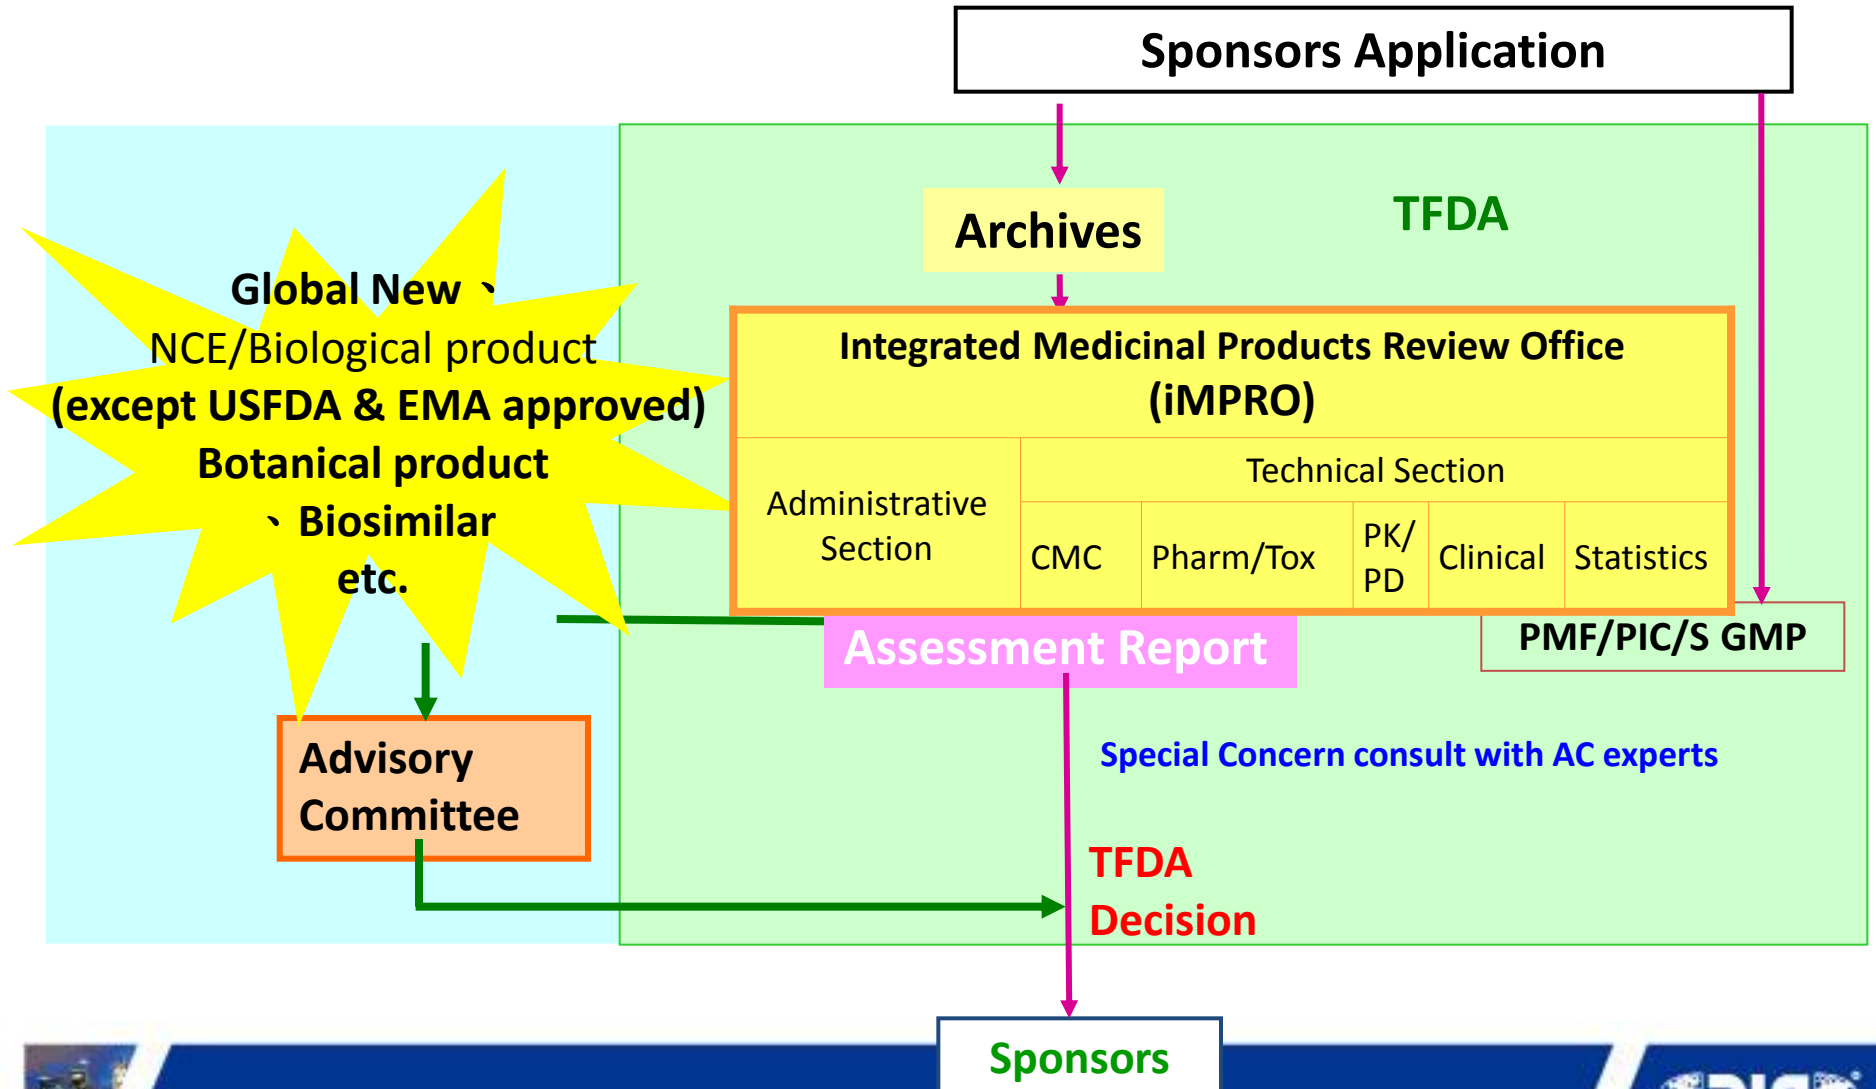 Sponsors Application
TFDA
Archives
Global New、
NCE/Biological product
(except USFDA & EMA approved)
Botanical product
、Biosimilar
etc.
Integrated Medicinal Products Review Office
(iMPRO)
Administrative
Section
Technical Section
CMC
Pharm/Tox
PK/
PD
Clinical
Statistics
Assessment Report
PMF/PIC/S GMP
Special Concern consult with AC experts
Advisory
Committee
TFDA
Decision
Sponsors